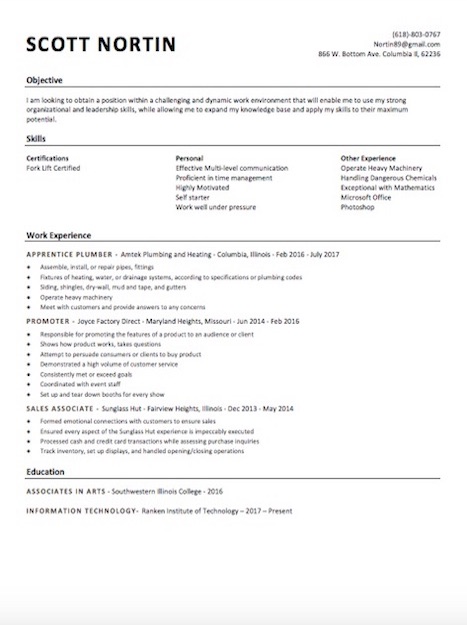 SCOTT NORTIN
(618)-803-0767
Nortin89@gmail.com
866 W. Bottom Ave. Columbia Il, 62236
Objective
I am looking to obtain a position within a challenging and dynamic work environment that will enable me to use my strong
organizational and leadership skills, while allowing me to expand my knowledge base and apply my skills to their maximum
potential.
Skills
Certifications
Fork Lift Certified
Personal
Effective Multi-level communication
Proficient in time management
Highly Motivated
Self starter
Work well under pressure
Other Experience
Operate Heavy Machinery
Handling Dangerous Chemicals
Exceptional with Mathematics
Microsoft Office
Photoshop
Work Experience
APPRENTICE PLUMBER - Amtek Plumbing and Heating - Columbia, Illinois - Feb 2016 -July 2017
Assemble, install, or repair pipes, fittings
Fixtures of heating, water, or drainage systems, according to specifications or plumbing codes
Siding, shingles, dry-wall, mud and tape, and gutters
Operate heavy machinery
Meet with customers and provide answers to any concerns
PROMOTER - Joyce Factory Direct - Maryland Heights, Missouri - Jun 2014 - Feb 2016
Responsible for promoting the features of a product to an audience or client
Shows how product works, takes questions
Attempt to persuade consumers or clients to buy product
Demonstrated a high volume of customer service
Consistently met or exceed goals
Coordinated with event staff
Set up and tear down booths for every show
SALES ASSOCIATE - Sunglass Hut - Fairview Heights, Illinois - Dec 2013 - May 2014
Formed emotional connections with customers to ensure sales
Ensured every aspect of the Sunglass Hut experience is impeccably executed
Processed cash and credit card transactions while assessing purchase inquiries
Track inventory, set up displays, and handled opening/closing operations
Education
ASSOCIATES IN ARTS - Southwestern Illinois College - 2016
INFORMATION TECHNOLOGY- Ranken Institute of Technology – 2017 – Present